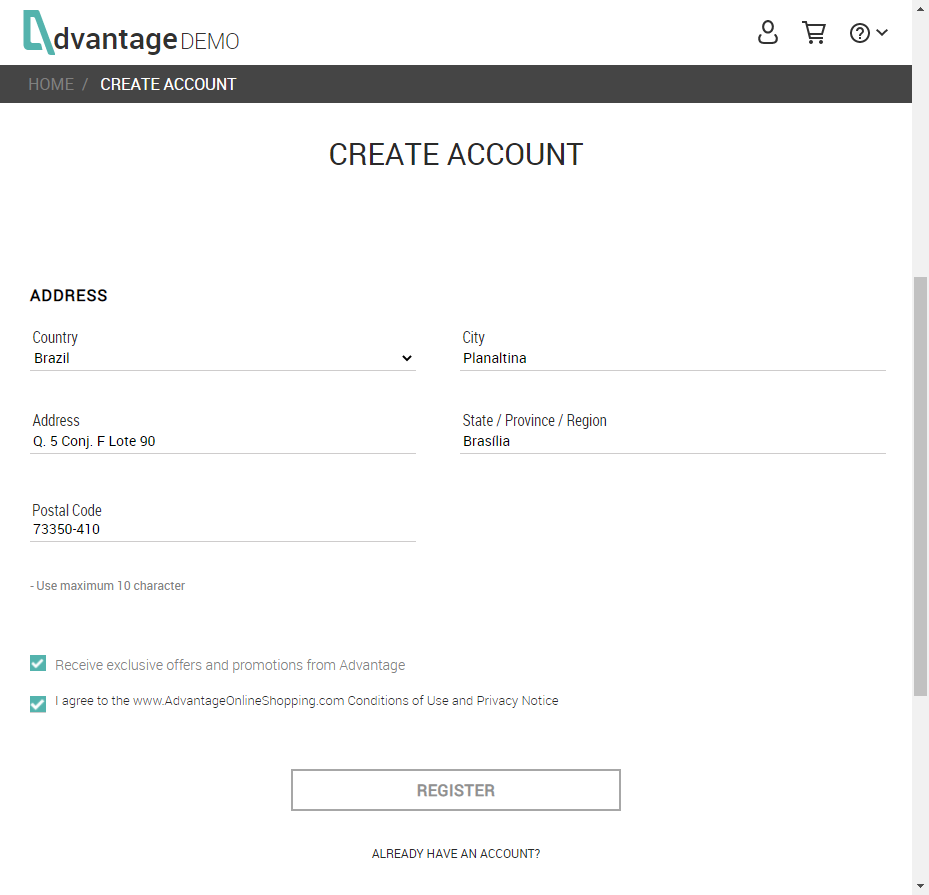 dvantage DEMO
HOME / CREATE ACCOUNT
CREATE ACCOUNT
ADDRESS
Country
Brazil
City
Planaltina
Address
Q. 5 Conj. F Lote 90
State / Province / Region
Brasília
Postal Code
73350-410
- Use maximum 10 character
Receive exclusive offers and promotions from Advantage
I agree to the www.AdvantageOnlineShopping.com Conditions of Use and Privacy Notice
REGISTER
ALREADY HAVE AN ACCOUNT?